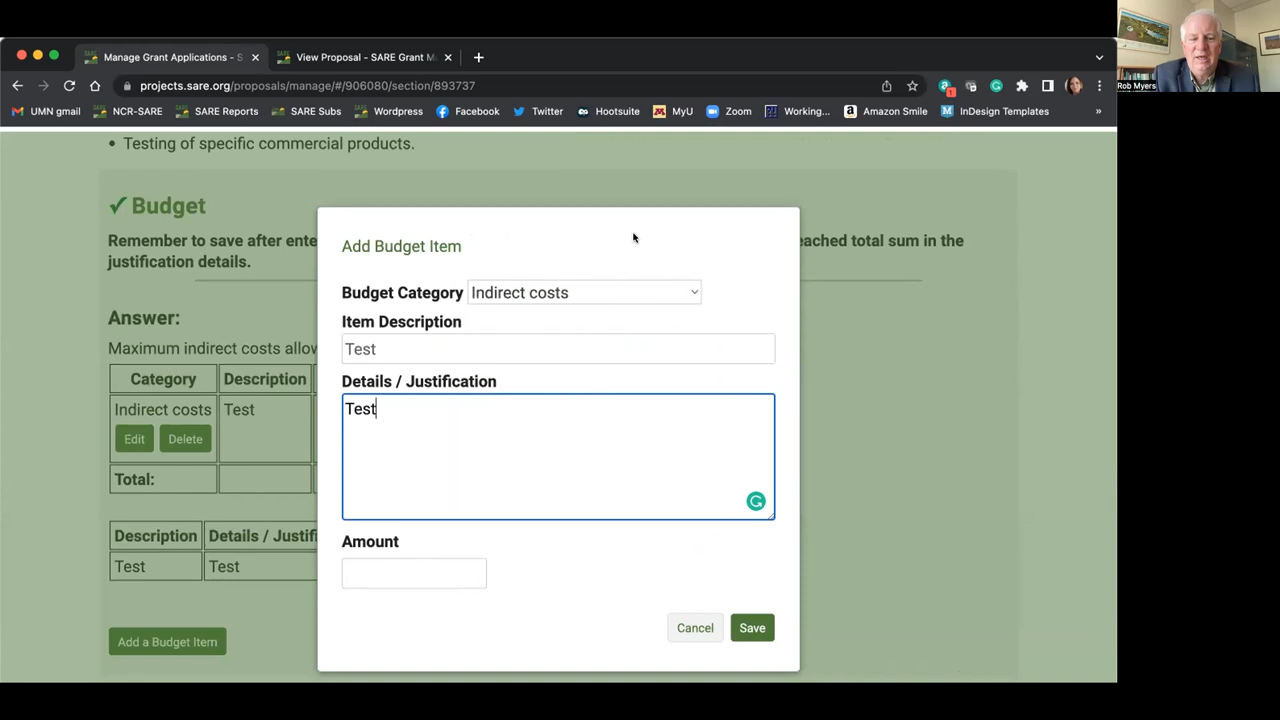 Manage Grant Applications - S
View Proposal - SARE Grant M
projects.sare.org/proposals/manage/#/906080/section/893737
1
UMN gmail
NCR-SARE
SARE Reports
SARE Subs
Wordpress
Facebook
Twitter
Hootsuite
MyU
Zoom
Working...
Amazon Smile
InDesign Templates
»
Rob Myers
• Testing of specific commercial products.
✓ Budget
Remember to save after ente
eached total sum in the
justification details.
Answer:
Maximum indirect costs allow
Category Description
Indirect costs Test
Edit Delete
Total:
Description Details / Justifi
Test Test
Add a Budget Item
Add Budget Item
Budget Category Indirect costs
Item Description
Test
Details / Justification
Test
Amount
Cancel Save